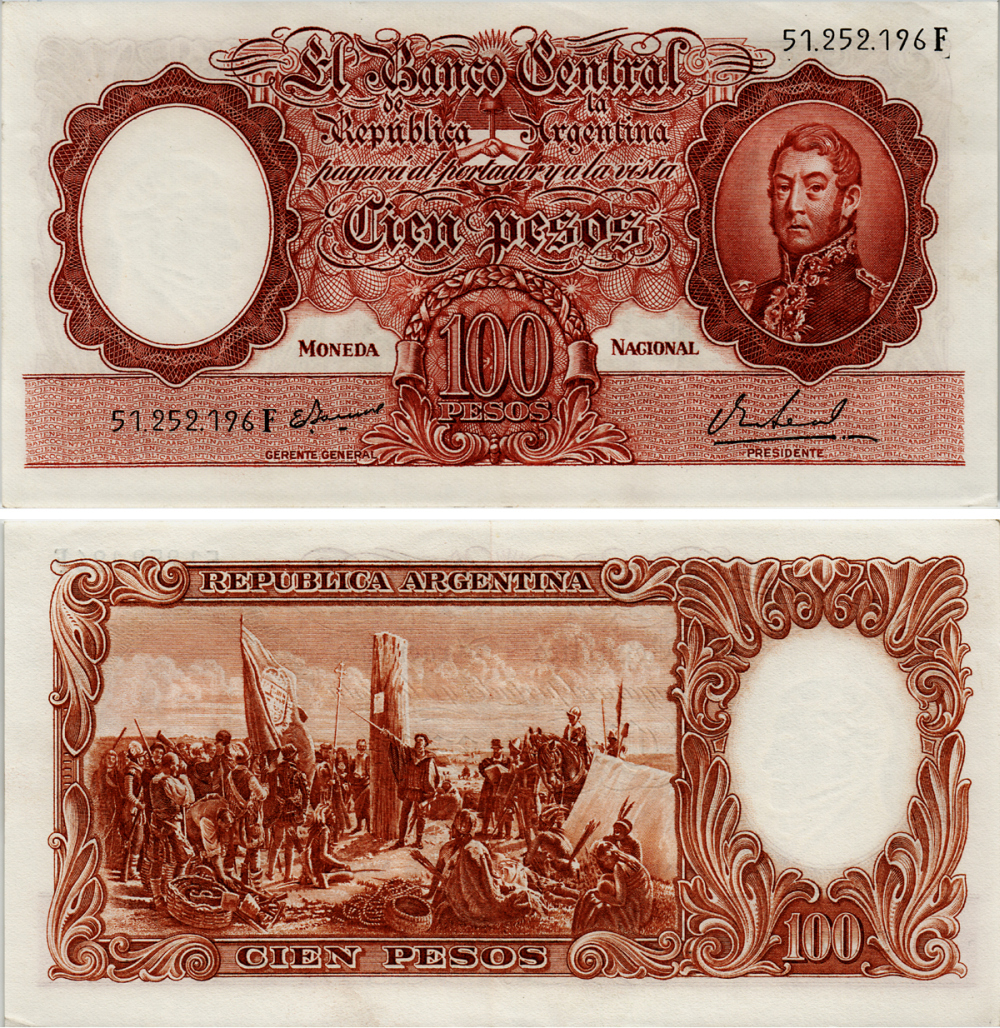 51.252.196 F
El Banco Central
de la
República Argentina
pagará al portador y a la vista
Cien pesos
MONEDA NACIONAL
100
PESOS
51.252.196 F
GERENTE GENERAL
PRESIDENTE
REPUBLICA ARGENTINA
CIEN PESOS
100